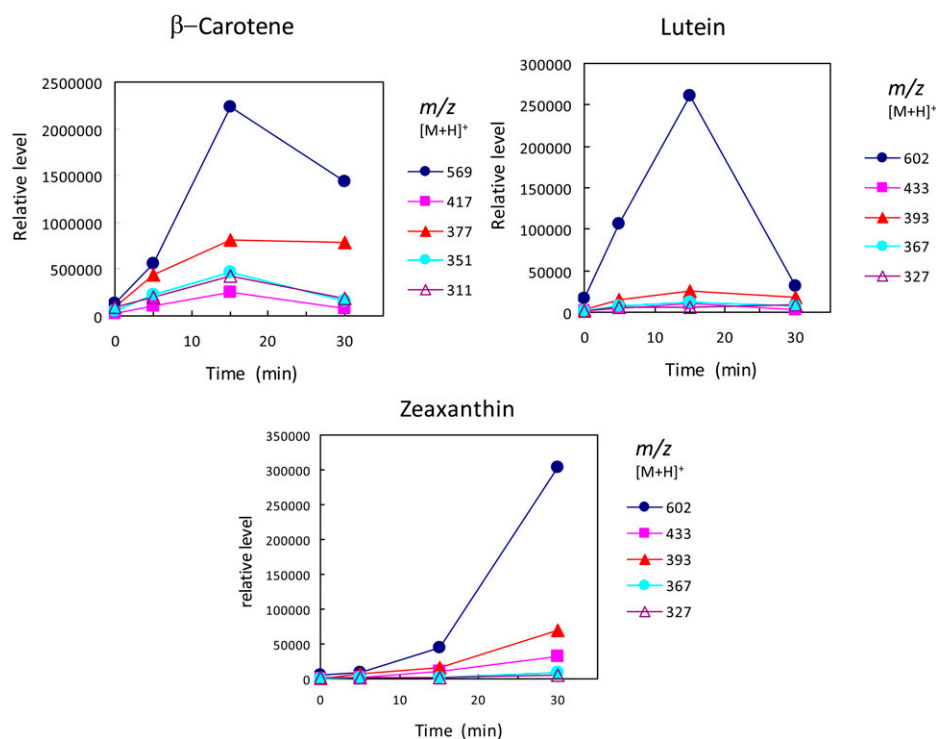 β-Carotene
Relative level
2500000
2000000
1500000
1000000
500000
0
0 10 20 30
Time (min)
m/z
[M+H]+
569
417
377
351
311
Lutein
Relative level
300000
250000
200000
150000
100000
50000
0
0 10 20 30
Time (min)
m/z
[M+H]+
602
433
393
367
327
Zeaxanthin
relative level
350000
300000
250000
200000
150000
100000
50000
0
0 10 20 30
Time (min)
m/z
[M+H]+
602
433
393
367
327